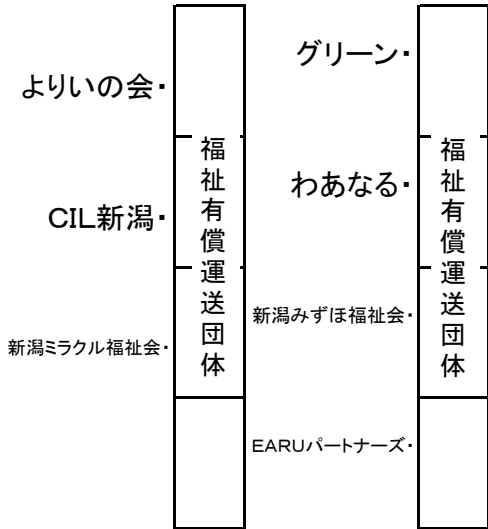 よりいの会・
CIL新潟・
新潟ミラクル福祉会・
福祉有償運送団体
グリーン・
わあなる・
新潟みずほ福祉会・
EARUパートナーズ・
福祉有償運送団体